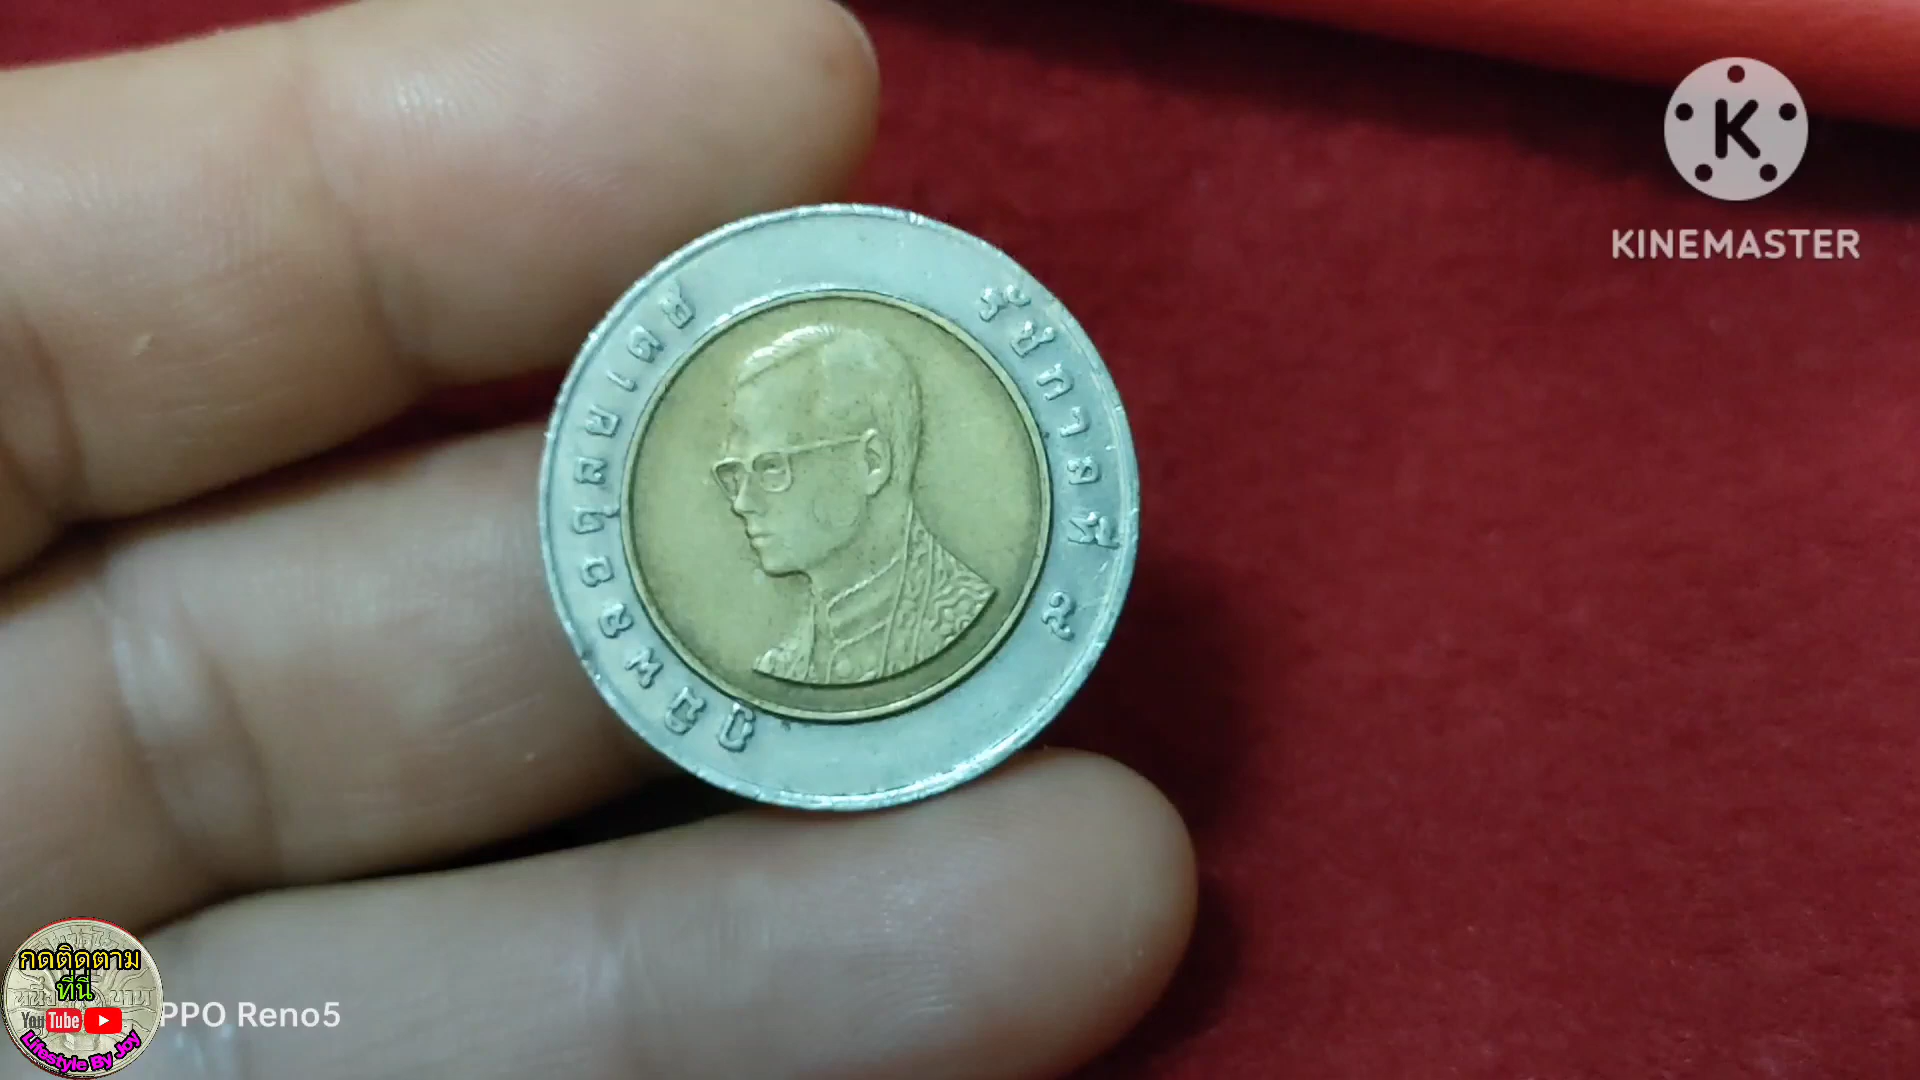 K
KINEMASTER
ภูมิพลอดุลยเดช
รัชกาลที่ ๙
กดติดตาม
ที่นี่
YouTube
Lifestyle By Joy
PPO Reno5